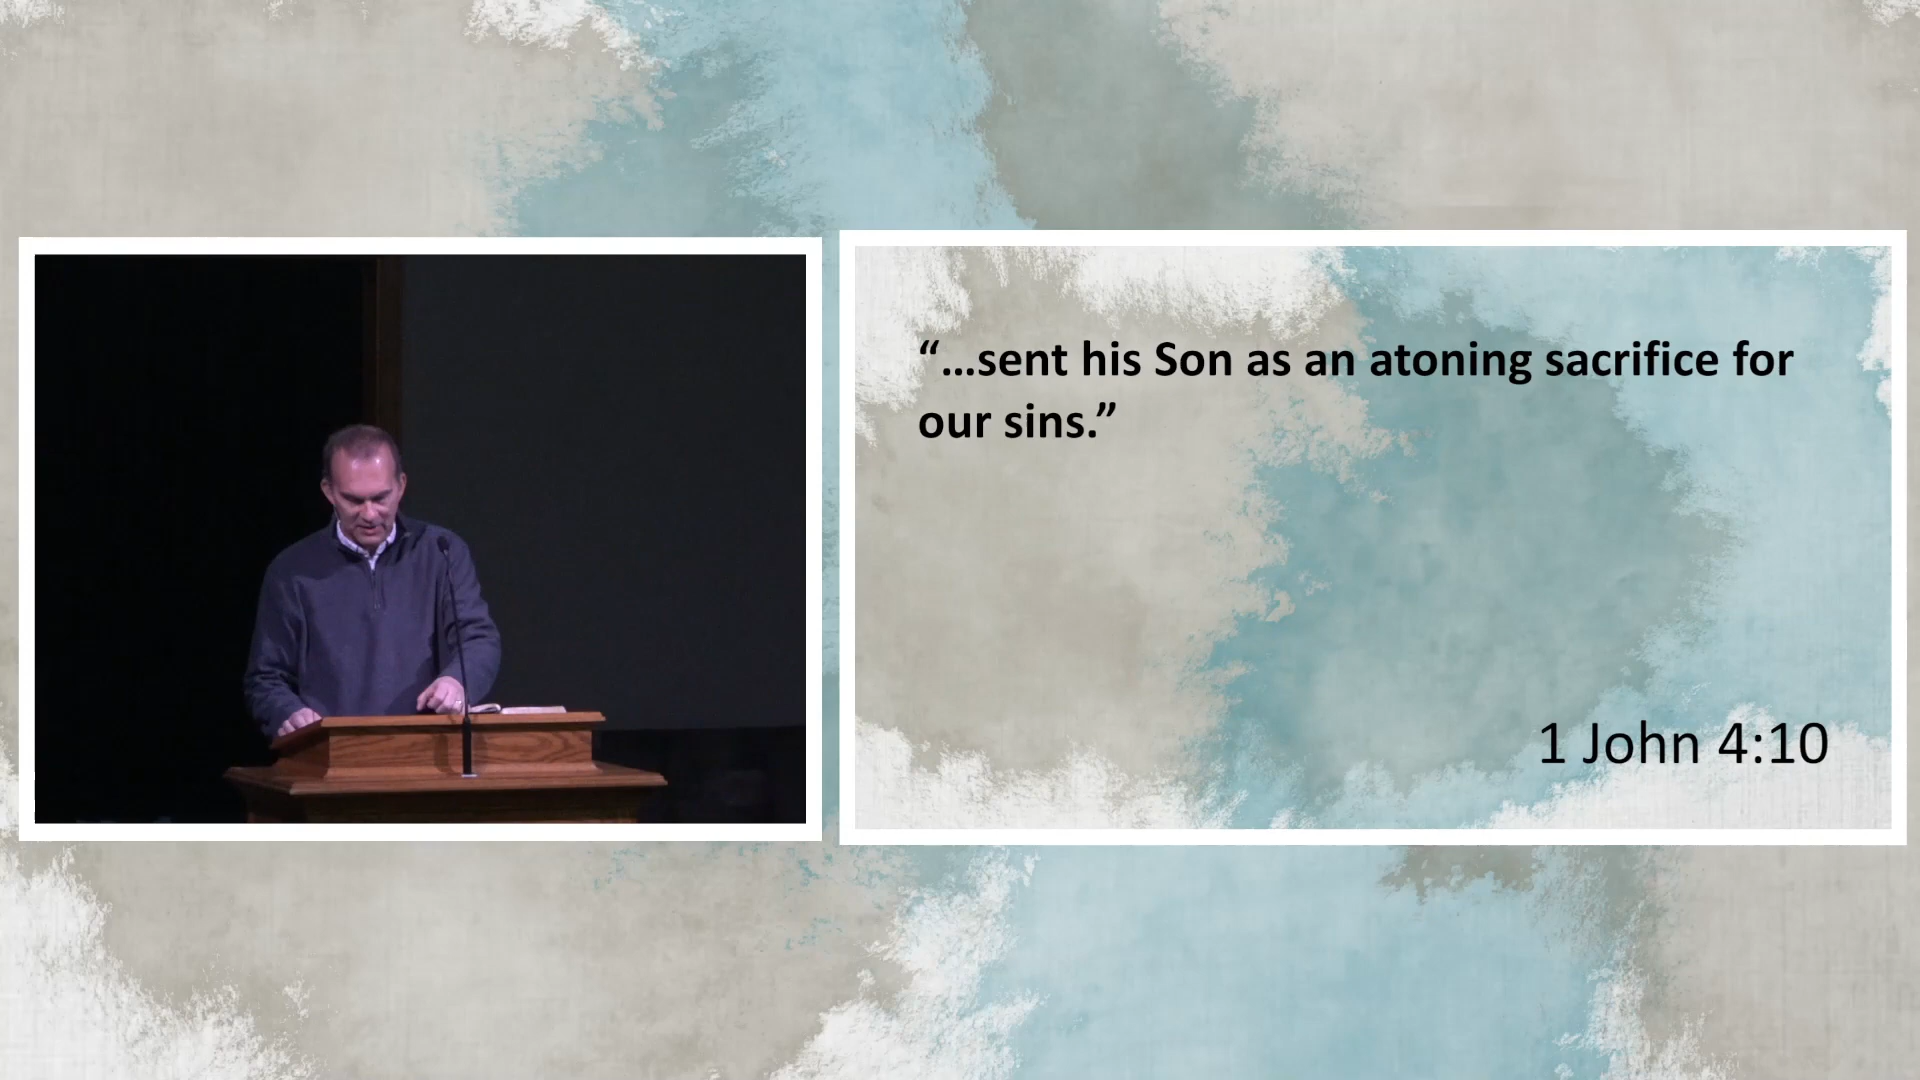 “…sent his Son as an atoning sacrifice for
our sins.”
1 John 4:10